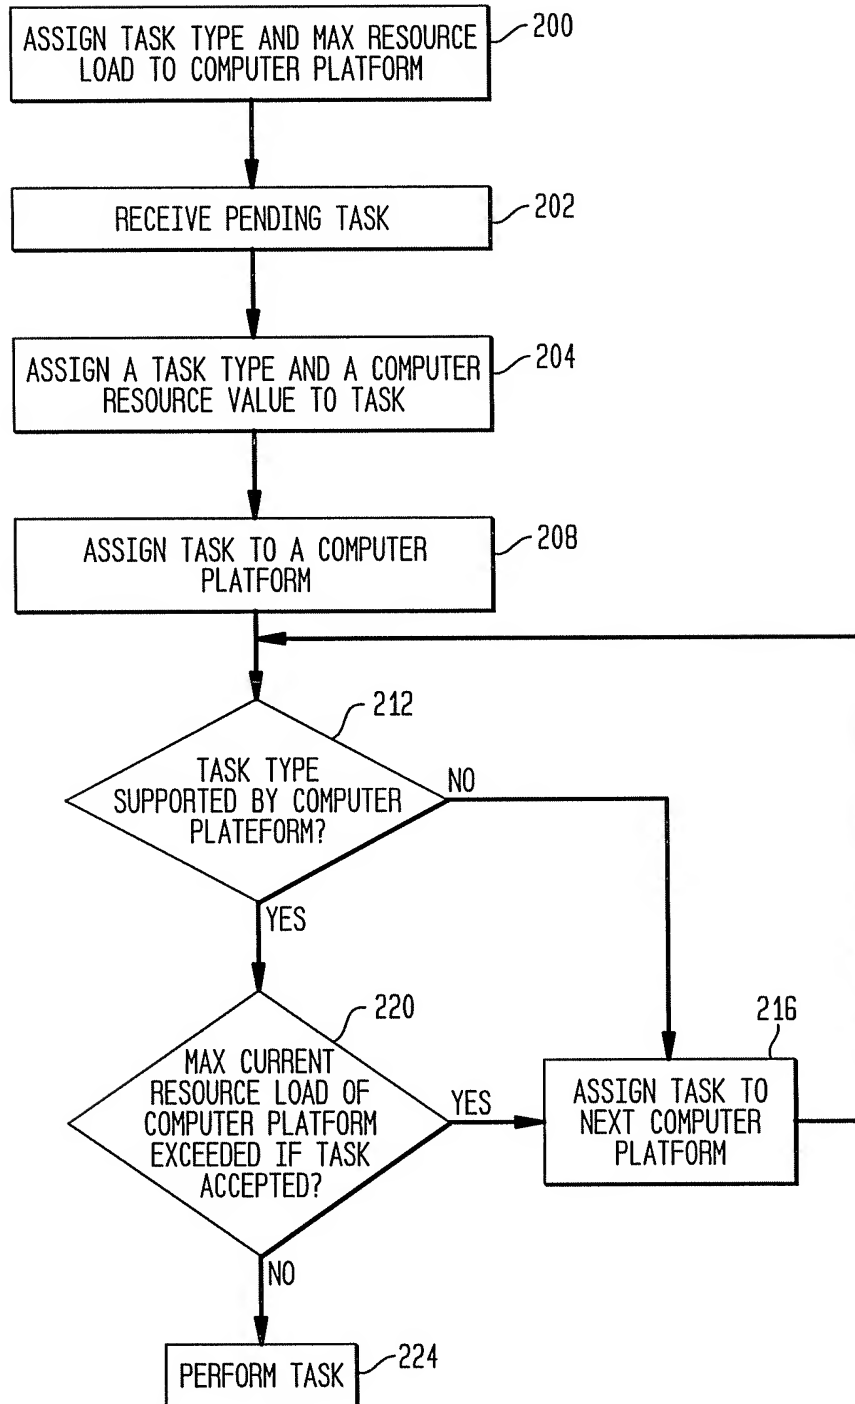 ASSIGN TASK TYPE AND MAX RESOURCE
LOAD TO COMPUTER PLATFORM
200
RECEIVE PENDING TASK
202
ASSIGN A TASK TYPE AND A COMPUTER
RESOURCE VALUE TO TASK
204
ASSIGN TASK TO A COMPUTER
PLATFORM
208
212
TASK TYPE
SUPPORTED BY COMPUTER
PLATEFORM?
NO
YES
220
MAX CURRENT
RESOURCE LOAD OF
COMPUTER PLATFORM
EXCEEDED IF TASK
ACCEPTED?
YES
216
ASSIGN TASK TO
NEXT COMPUTER
PLATFORM
NO
PERFORM TASK
224